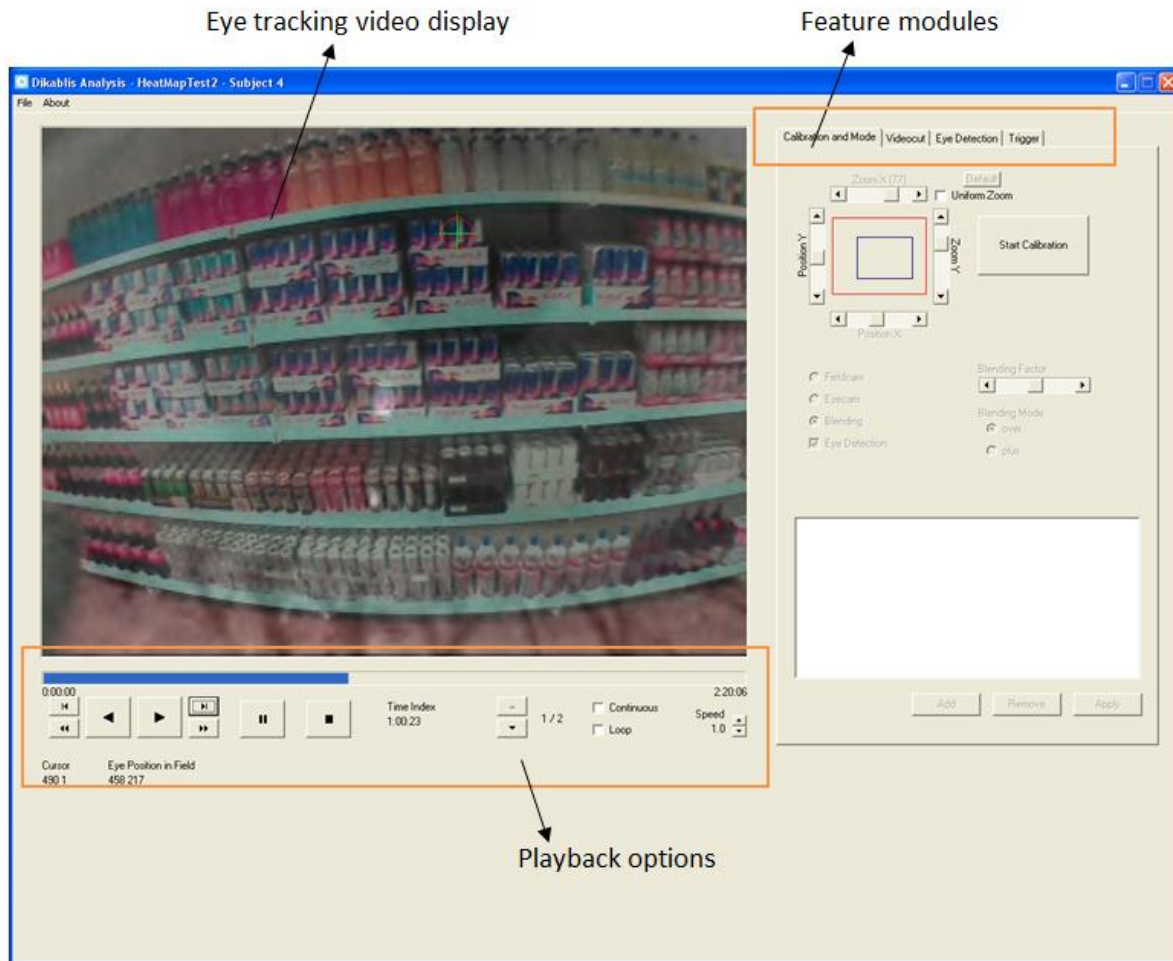 Eye tracking video display
Feature modules
Dikablis Analysis - HeatMapTest2 - Subject 4
File About
Calibration and Mode Videocut Eye Detection Trigger
Zoom X (77)
Default
Uniform Zoom
Position Y
Zoom Y
Start Calibration
Position X
Fieldcam
Eyecam
Blending
Eye Detection
Blending Factor
Blending Mode
over
plus
Add Remove Apply
0:00:00
2:20:06
Time Index
1:00:23
1 / 2
Continuous
Loop
Speed
1.0
Cursor
490 1
Eye Position in Field
458 217
Playback options